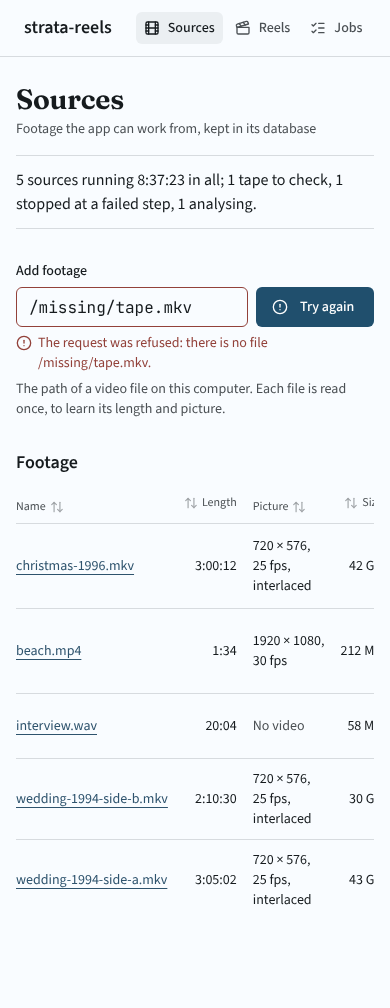 strata-reels Sources Reels Jobs
Sources
Footage the app can work from, kept in its database
5 sources running 8:37:23 in all; 1 tape to check, 1
stopped at a failed step, 1 analysing.
Add footage
/missing/tape.mkv Try again
The request was refused: there is no file
/missing/tape.mkv.
The path of a video file on this computer. Each file is read
once, to learn its length and picture.
Footage
Name Length Picture Siz
720 × 576,
christmas-1996.mkv 3:00:12 25 fps, 42 G
interlaced
1920 × 1080,
beach.mp4 1:34 30 fps 212 M
interview.wav 20:04 No video 58 M
720 × 576,
wedding-1994-side-b.mkv 2:10:30 25 fps, 30 G
interlaced
720 × 576,
wedding-1994-side-a.mkv 3:05:02 25 fps, 43 G
interlaced